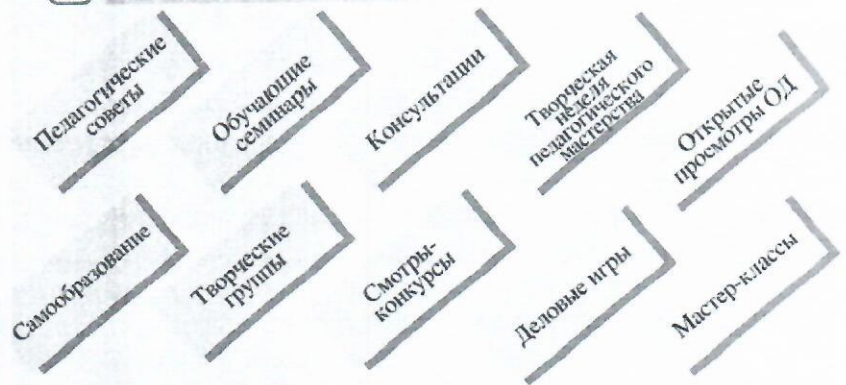 Педагогические
советы
Обучающие
семинары
Консультации
Творческая
неделя
педагогического
мастерства
Открытые
просмотры ОД
Самообразование
Творческие
группы
Смотры-
конкурсы
Деловые игры
Мастер-классы